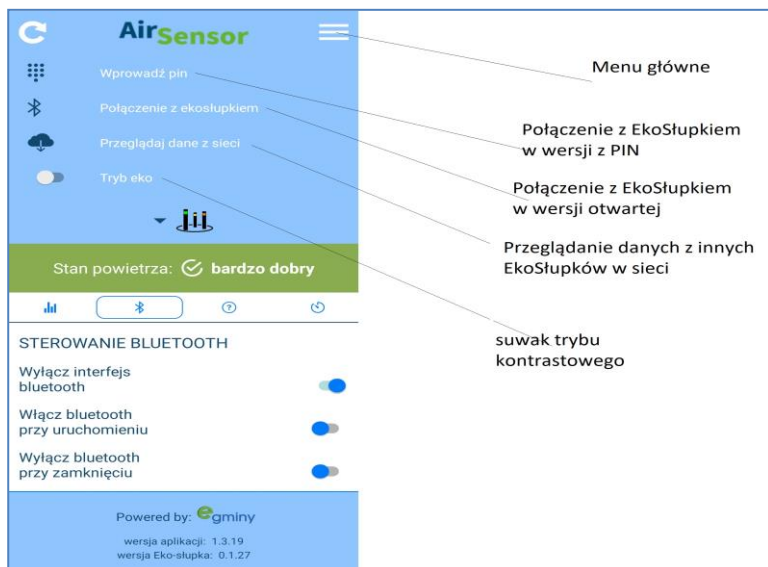 AirSensor
Wprowadź pin
Połączenie z ekosłupkiem
Przeglądaj dane z sieci
Tryb eko
Stan powietrza: bardzo dobry
STEROWANIE BLUETOOTH
Wyłącz interfejs
bluetooth
Włącz bluetooth
przy uruchomieniu
Wyłącz bluetooth
przy zamknięciu
Powered by: egminy
wersja aplikacji: 1.3.19
wersja Eko-słupka: 0.1.27
Menu główne
Połączenie z EkoSłupkiem
w wersji z PIN
Połączenie z EkoSłupkiem
w wersji otwartej
Przeglądanie danych z innych
EkoSłupków w sieci
suwak trybu
kontrastowego